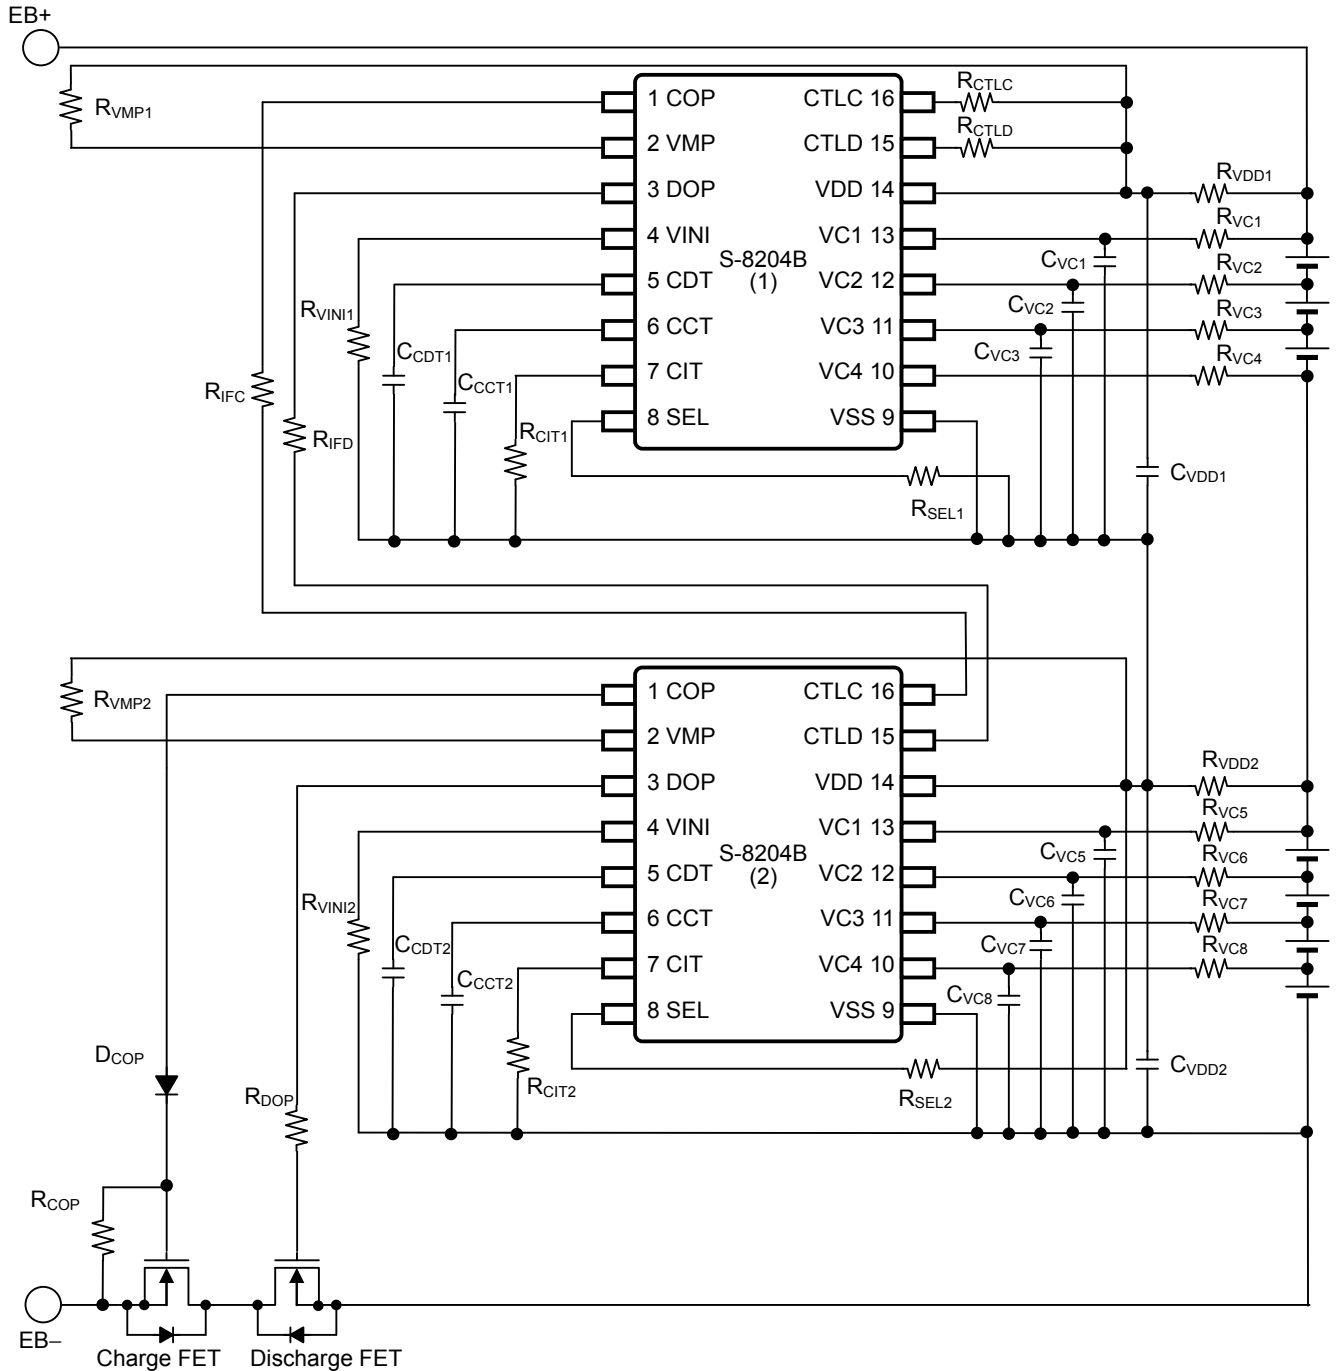 EB+
RVMP1
1 COP
CTLC 16
RCTLC
2 VMP
CTLD 15
RCTLD
3 DOP
VDD 14
RVDD1
4 VINI
VC1 13
RVC1
S-8204B
(1)
CVC1
5 CDT
VC2 12
RVC2
RVINI1
CVC2
6 CCT
VC3 11
RVC3
CCDT1
CVC3
7 CIT
VC4 10
RVC4
RIFC
CCCT1
8 SEL
VSS 9
RIFD
RCIT1
CVDD1
RSEL1
RVMP2
1 COP
CTLC 16
2 VMP
CTLD 15
3 DOP
VDD 14
RVDD2
4 VINI
VC1 13
RVC5
S-8204B
(2)
CVC5
5 CDT
VC2 12
RVC6
RVINI2
CVC6
6 CCT
VC3 11
RVC7
CCDT2
CVC7
7 CIT
VC4 10
RVC8
CCCT2
CVC8
8 SEL
VSS 9
DCOP
RDOP
RCIT2
RSEL2
CVDD2
RCOP
EB–
Charge FET
Discharge FET